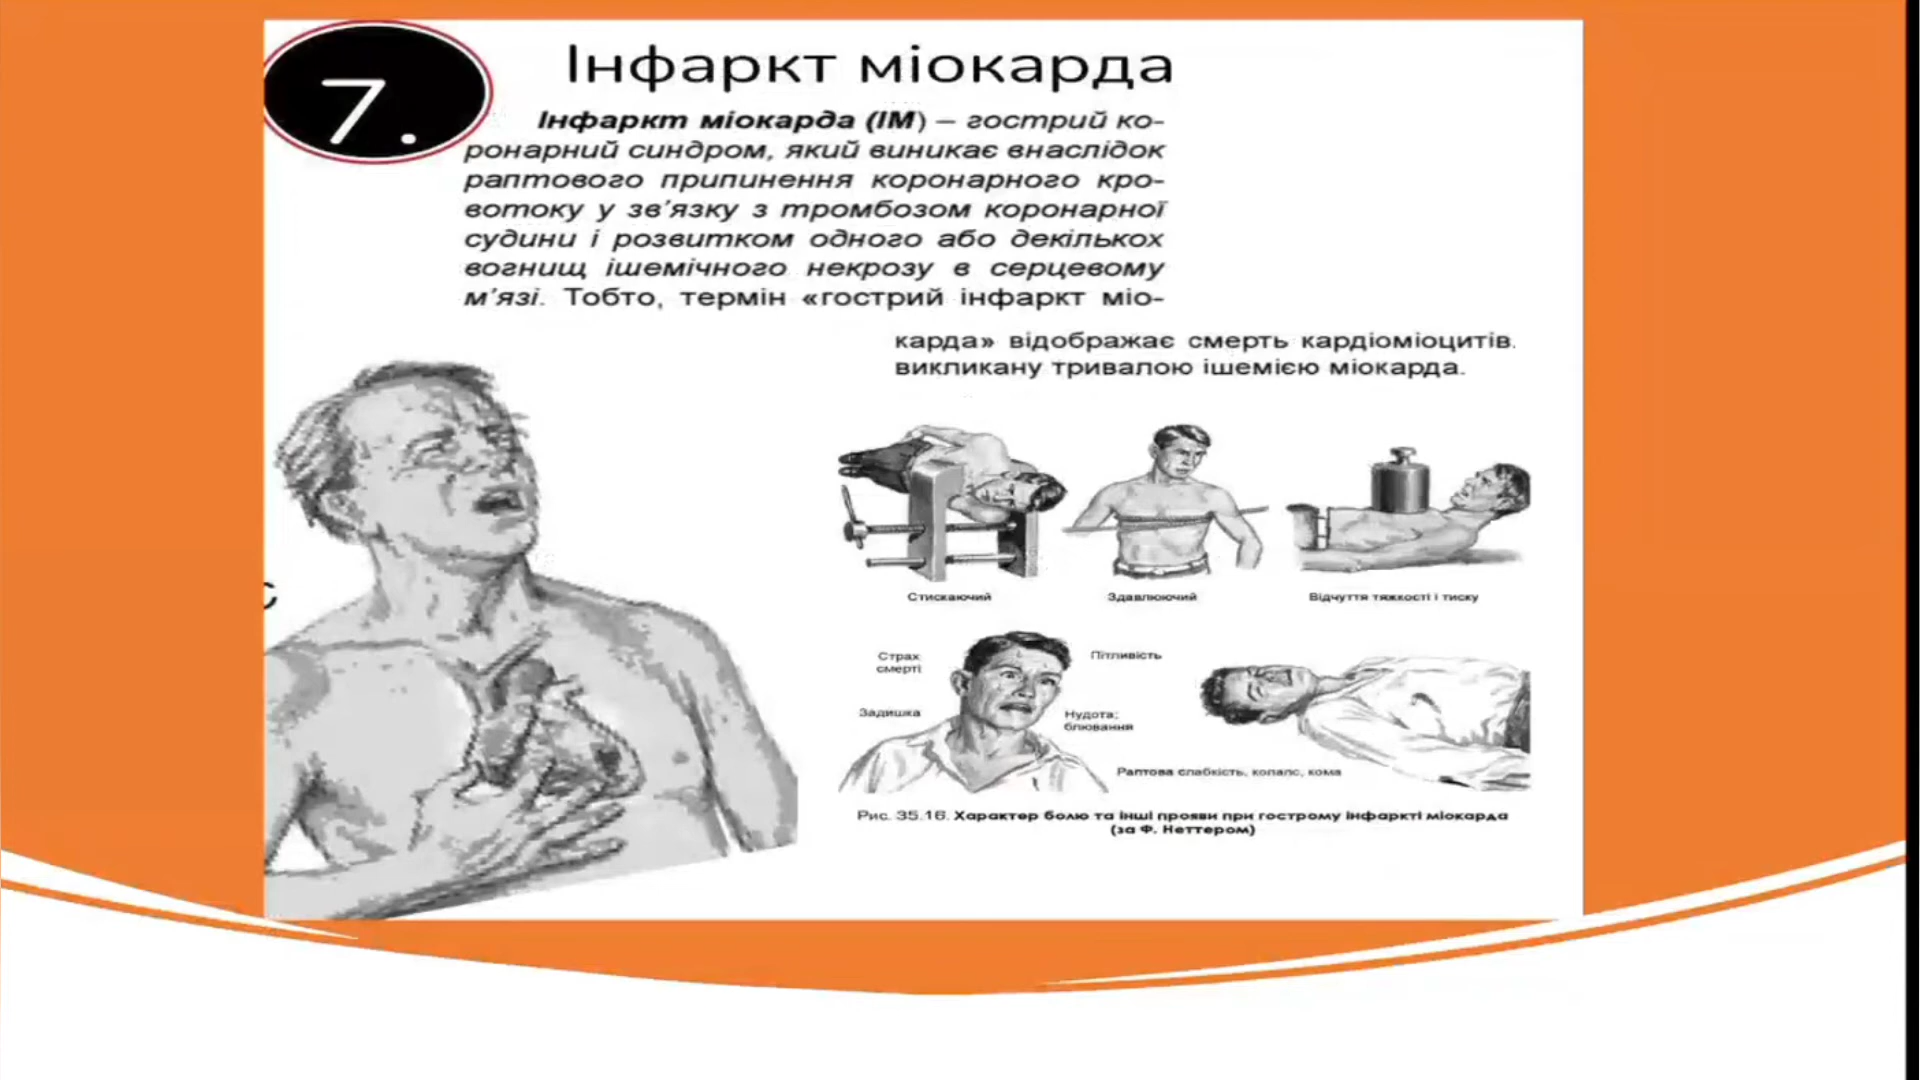 7.
Інфаркт міокарда
Інфаркт міокарда (ІМ) – гострий ко-
ронарний синдром, який виникає внаслідок
раптового припинення коронарного кро-
вотоку у зв’язку з тромбозом коронарної
судини і розвитком одного або декількох
вогнищ ішемічного некрозу в серцевому
м’язі. Тобто, термін «гострий інфаркт міо-
карда» відображає смерть кардіоміоцитів.
викликану тривалою ішемією міокарда.
с
Стискаючий
Здавлюючий
Відчуття тяжкості і тиску
Страх
смерті
Пітливість
Задишка
Нудота;
блювання
Раптова слабкість, колапс, кома
Рис. 35.16. Характер болю та інші прояви при гострому інфаркті міокарда
(за Ф. Неттером)